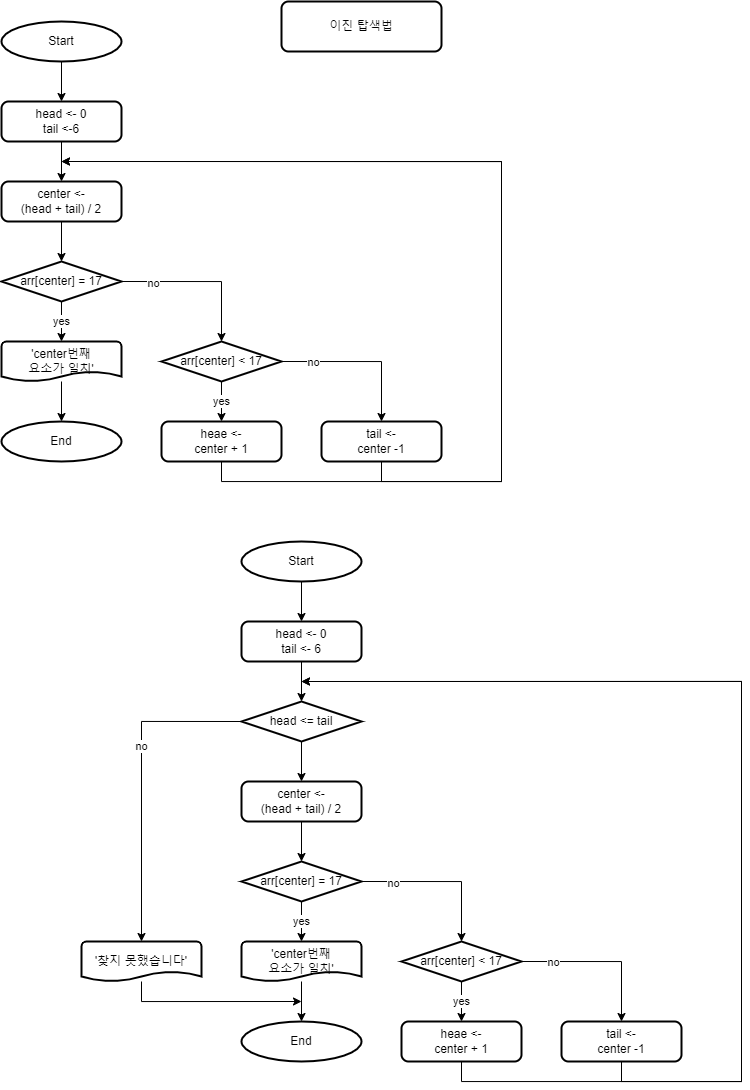 이진 탐색법
Start
head <- 0
tail <-6
center <-
(head + tail) / 2
arr[center] = 17
no
yes
'center번째
요소가 일치'
End
arr[center] < 17
no
yes
heae <-
center + 1
tail <-
center -1
Start
head <- 0
tail <- 6
head <= tail
no
center <-
(head + tail) / 2
arr[center] = 17
no
yes
'찾지 못했습니다'
'center번째
요소가 일치'
End
arr[center] < 17
no
yes
heae <-
center + 1
tail <-
center -1